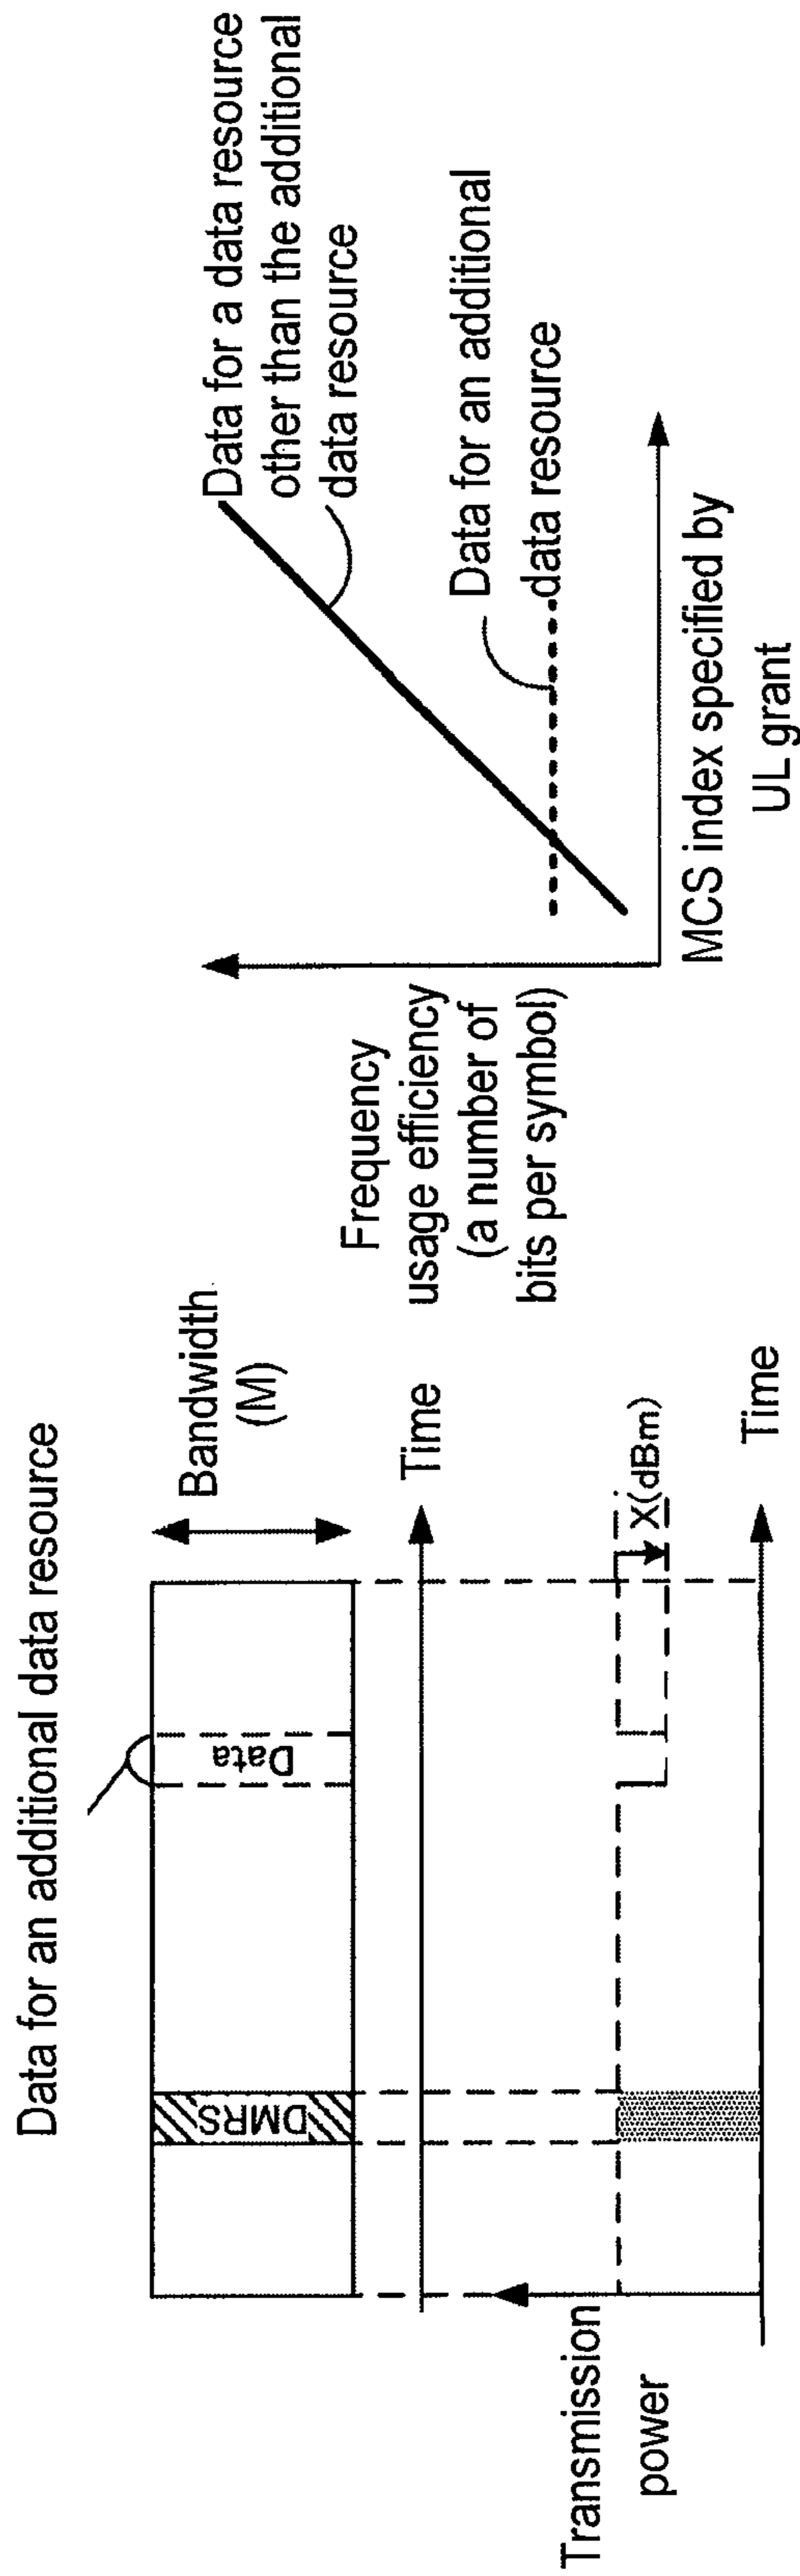 Data for an additional data resource
Bandwidth
(M)
DMRS
Data
Time
Transmission
power
X(dBm)
Time
Frequency
usage efficiency
(a number of
bits per symbol)
Data for a data resource
other than the additional
data resource
Data for an additional
data resource
MCS index specified by
UL grant